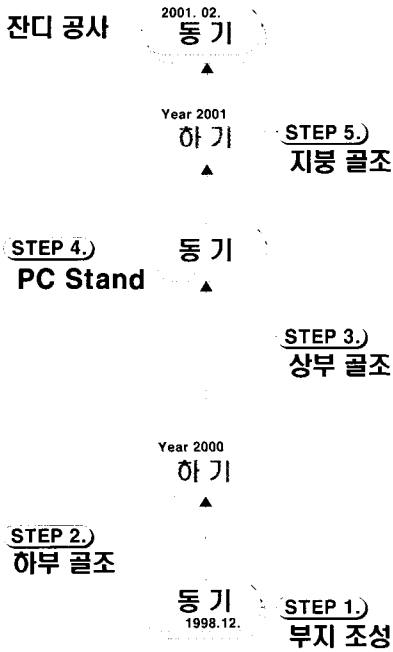 2001. 02.
잔디 공사
동 기
Year 2001
하 기
STEP 5.)
지붕 골조
STEP 4.)
동 기
PC Stand
STEP 3.)
상부 골조
Year 2000
하 기
STEP 2.)
하부 골조
동 기
1998.12.
STEP 1.)
부지 조성